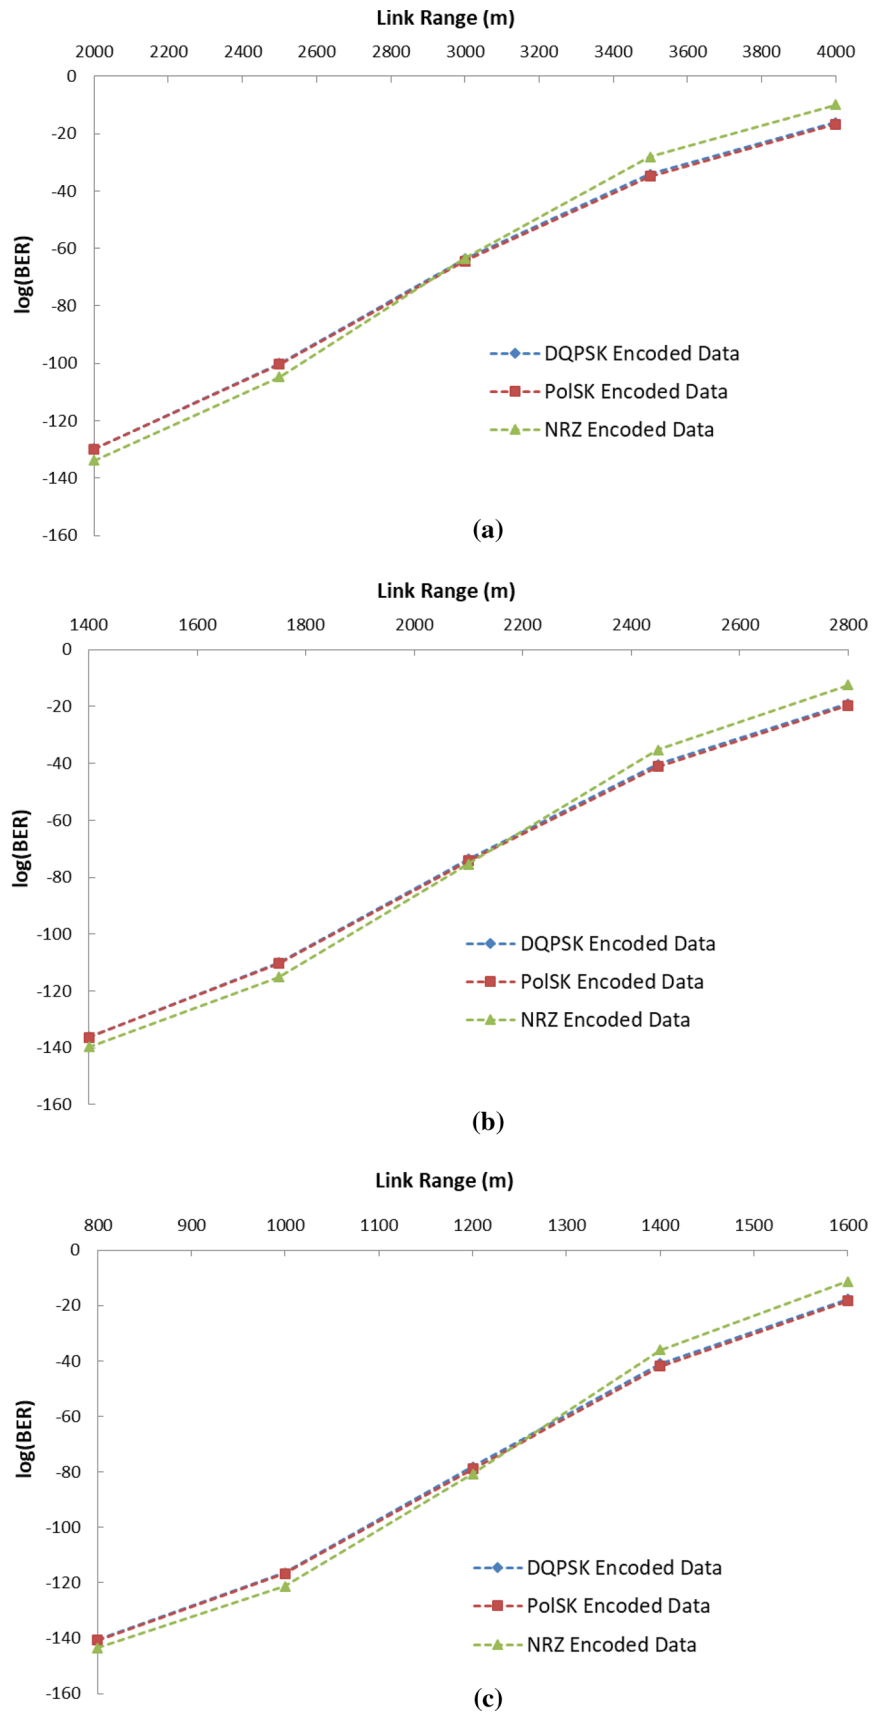 Link Range (m)
2000 2200 2400 2600 2800 3000 3200 3400 3600 3800 4000
0
-20
-40
-60
-80
-100
-120
-140
-160
log(BER)
DQPSK Encoded Data
PolSK Encoded Data
NRZ Encoded Data
(a)
Link Range (m)
1400 1600 1800 2000 2200 2400 2600 2800
0
-20
-40
-60
-80
-100
-120
-140
-160
log(BER)
DQPSK Encoded Data
PolSK Encoded Data
NRZ Encoded Data
(b)
Link Range (m)
800 900 1000 1100 1200 1300 1400 1500 1600
0
-20
-40
-60
-80
-100
-120
-140
-160
log(BER)
DQPSK Encoded Data
PolSK Encoded Data
NRZ Encoded Data
(c)